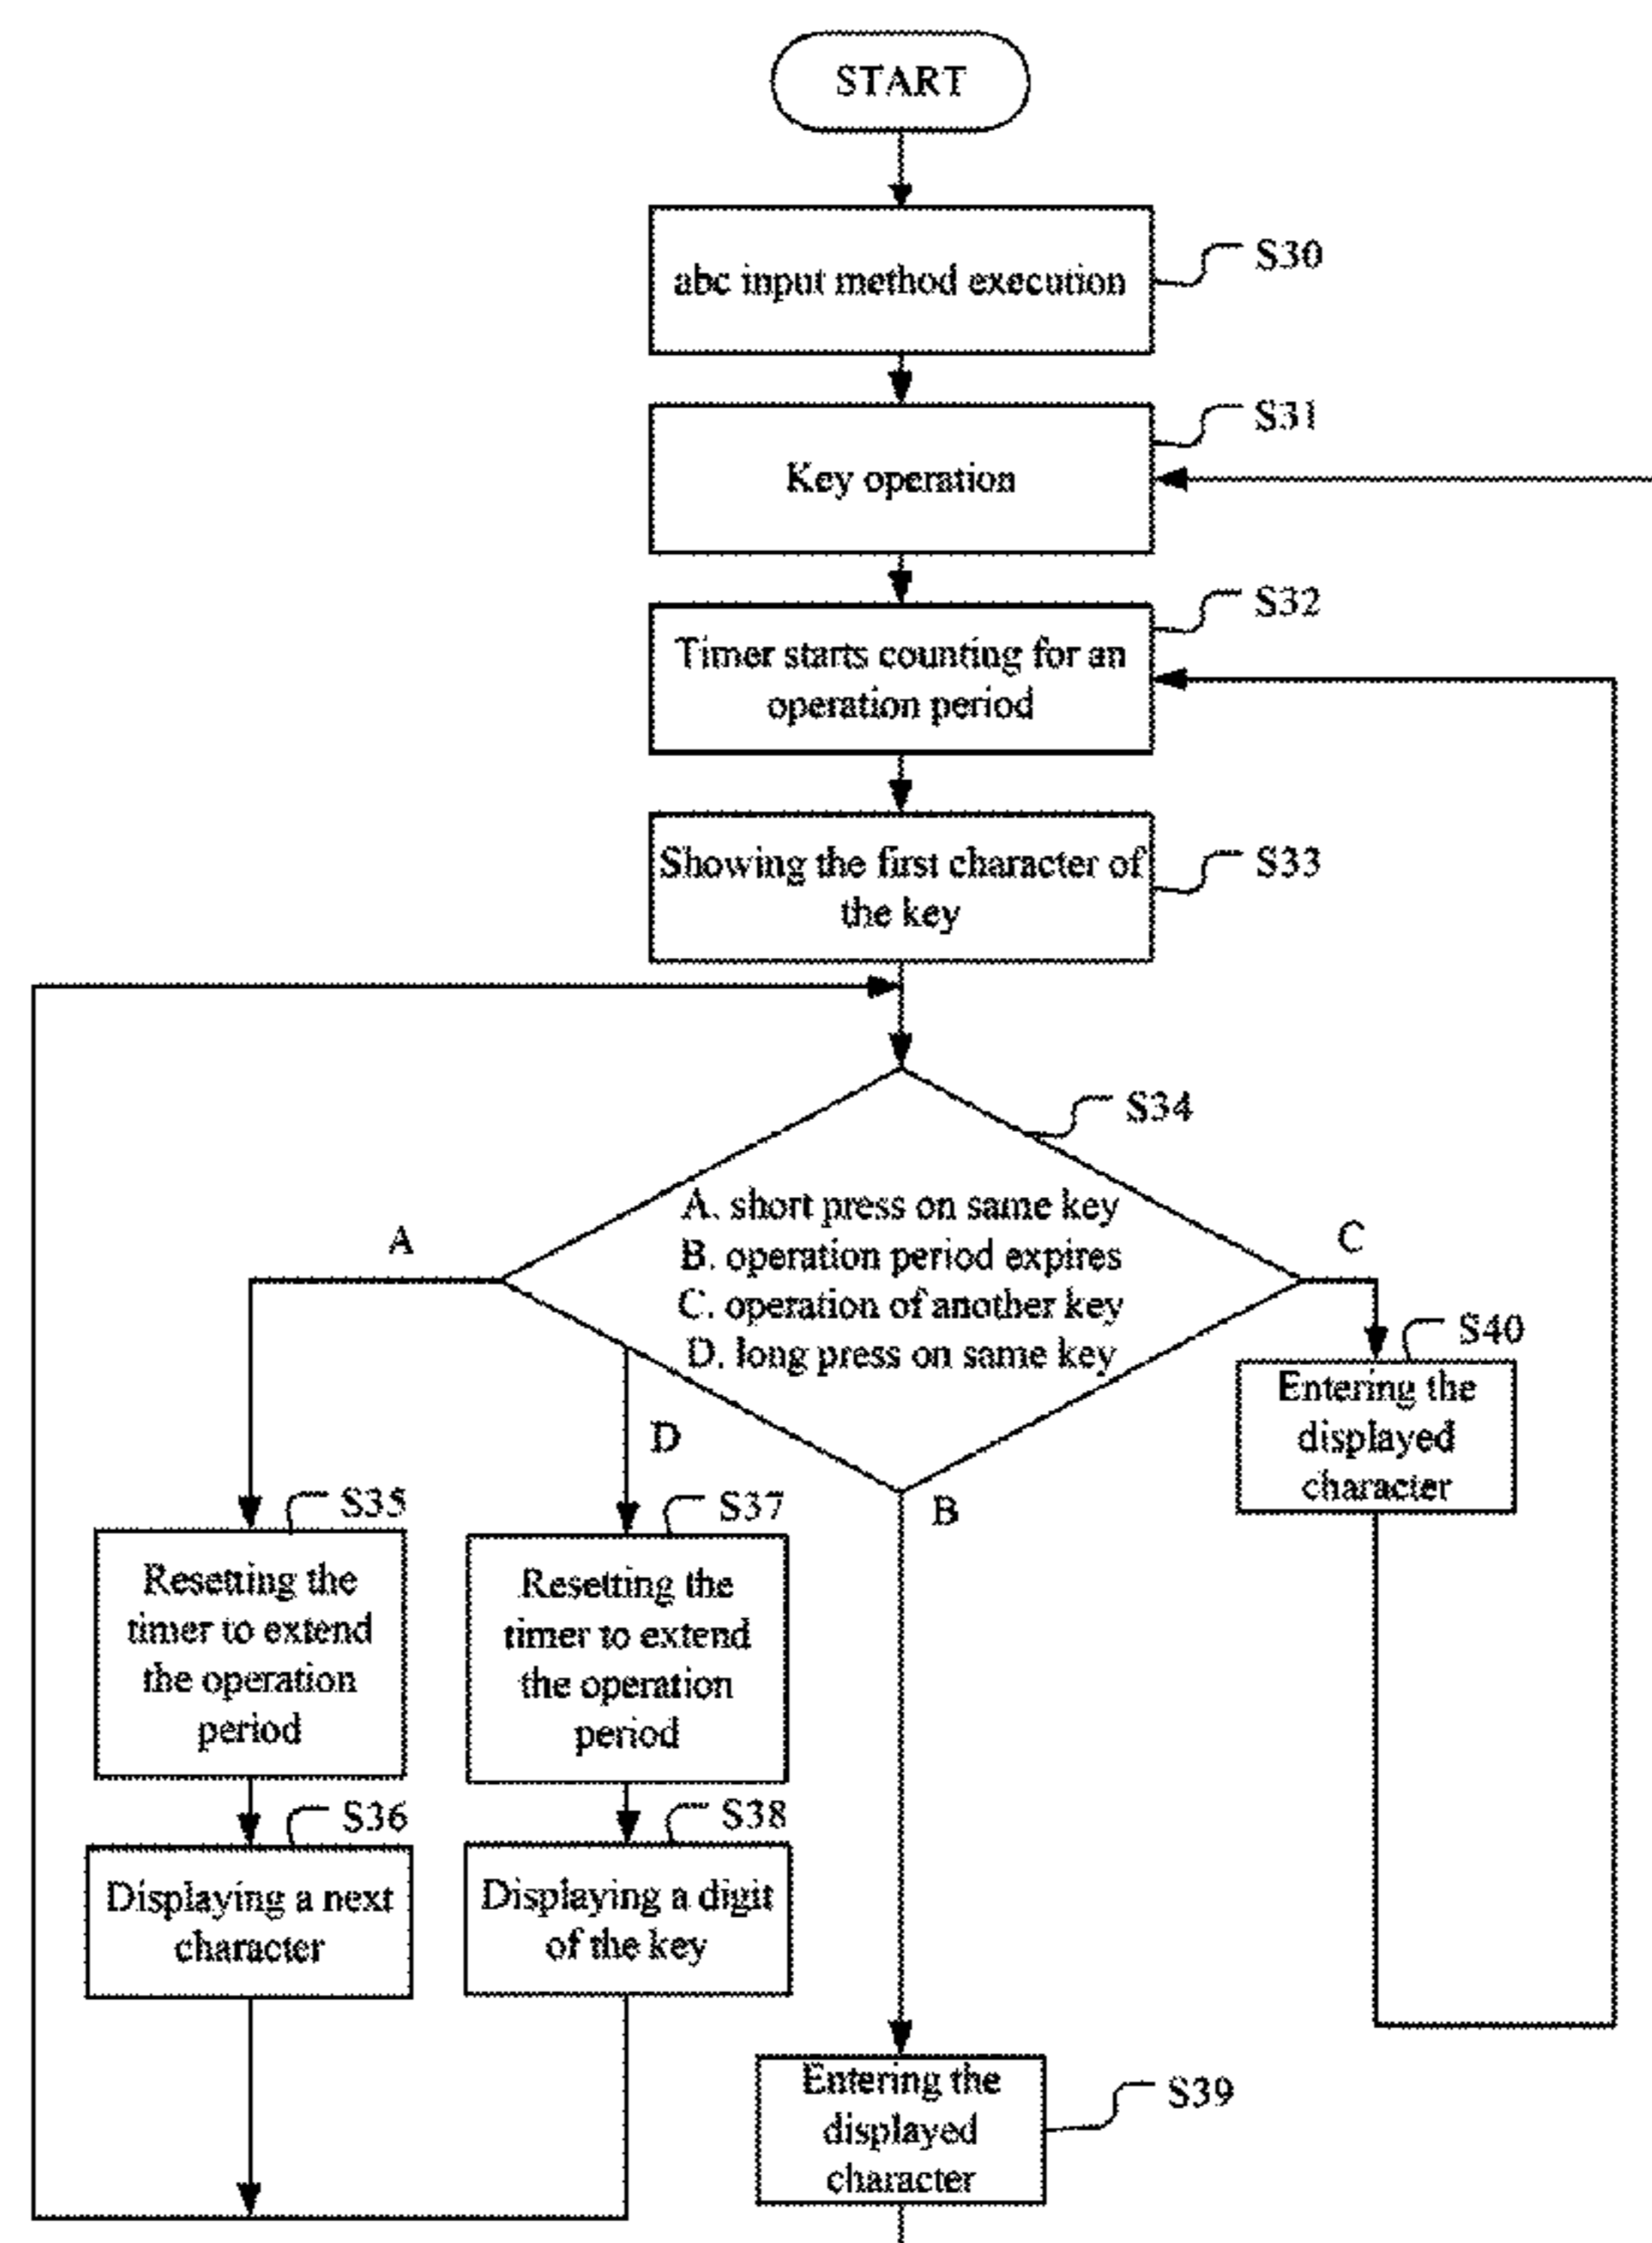 START
abc input method execution
S30
Key operation
S31
Timer starts counting for an
operation period
S32
Showing the first character of
the key
S33
S34
A. short press on same key
B. operation period expires
C. operation of another key
D. long press on same key
A
C
D
B
S40
Entering the
displayed
character
S35
Resetting the
timer to extend
the operation
period
S37
Resetting the
timer to extend
the operation
period
S36
Displaying a next
character
S38
Displaying a digit
of the key
Entering the
displayed
character
S39